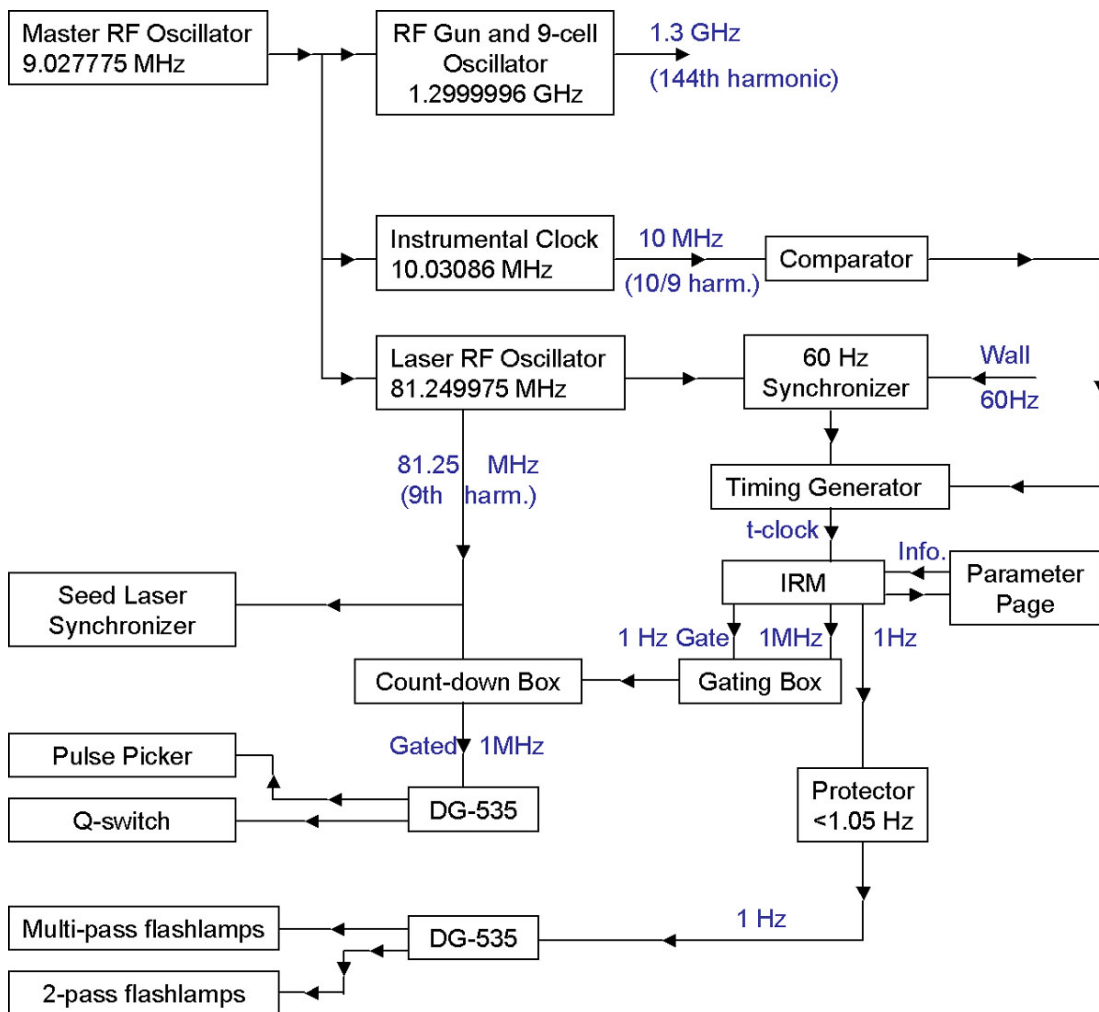 Master RF Oscillator
9.027775 MHz
RF Gun and 9-cell
Oscillator
1.2999996 GHz
1.3 GHz
(144th harmonic)
Instrumental Clock
10.03086 MHz
10 MHz
(10/9 harm.)
Comparator
Laser RF Oscillator
81.249975 MHz
60 Hz
Synchronizer
Wall
60Hz
81.25 MHz
(9th harm.)
Timing Generator
t-clock
IRM
Info.
Parameter
Page
Seed Laser
Synchronizer
1 Hz Gate
1MHz
1Hz
Count-down Box
Gating Box
Gated 1MHz
Pulse Picker
Q-switch
DG-535
Protector
<1.05 Hz
Multi-pass flashlamps
2-pass flashlamps
DG-535
1 Hz